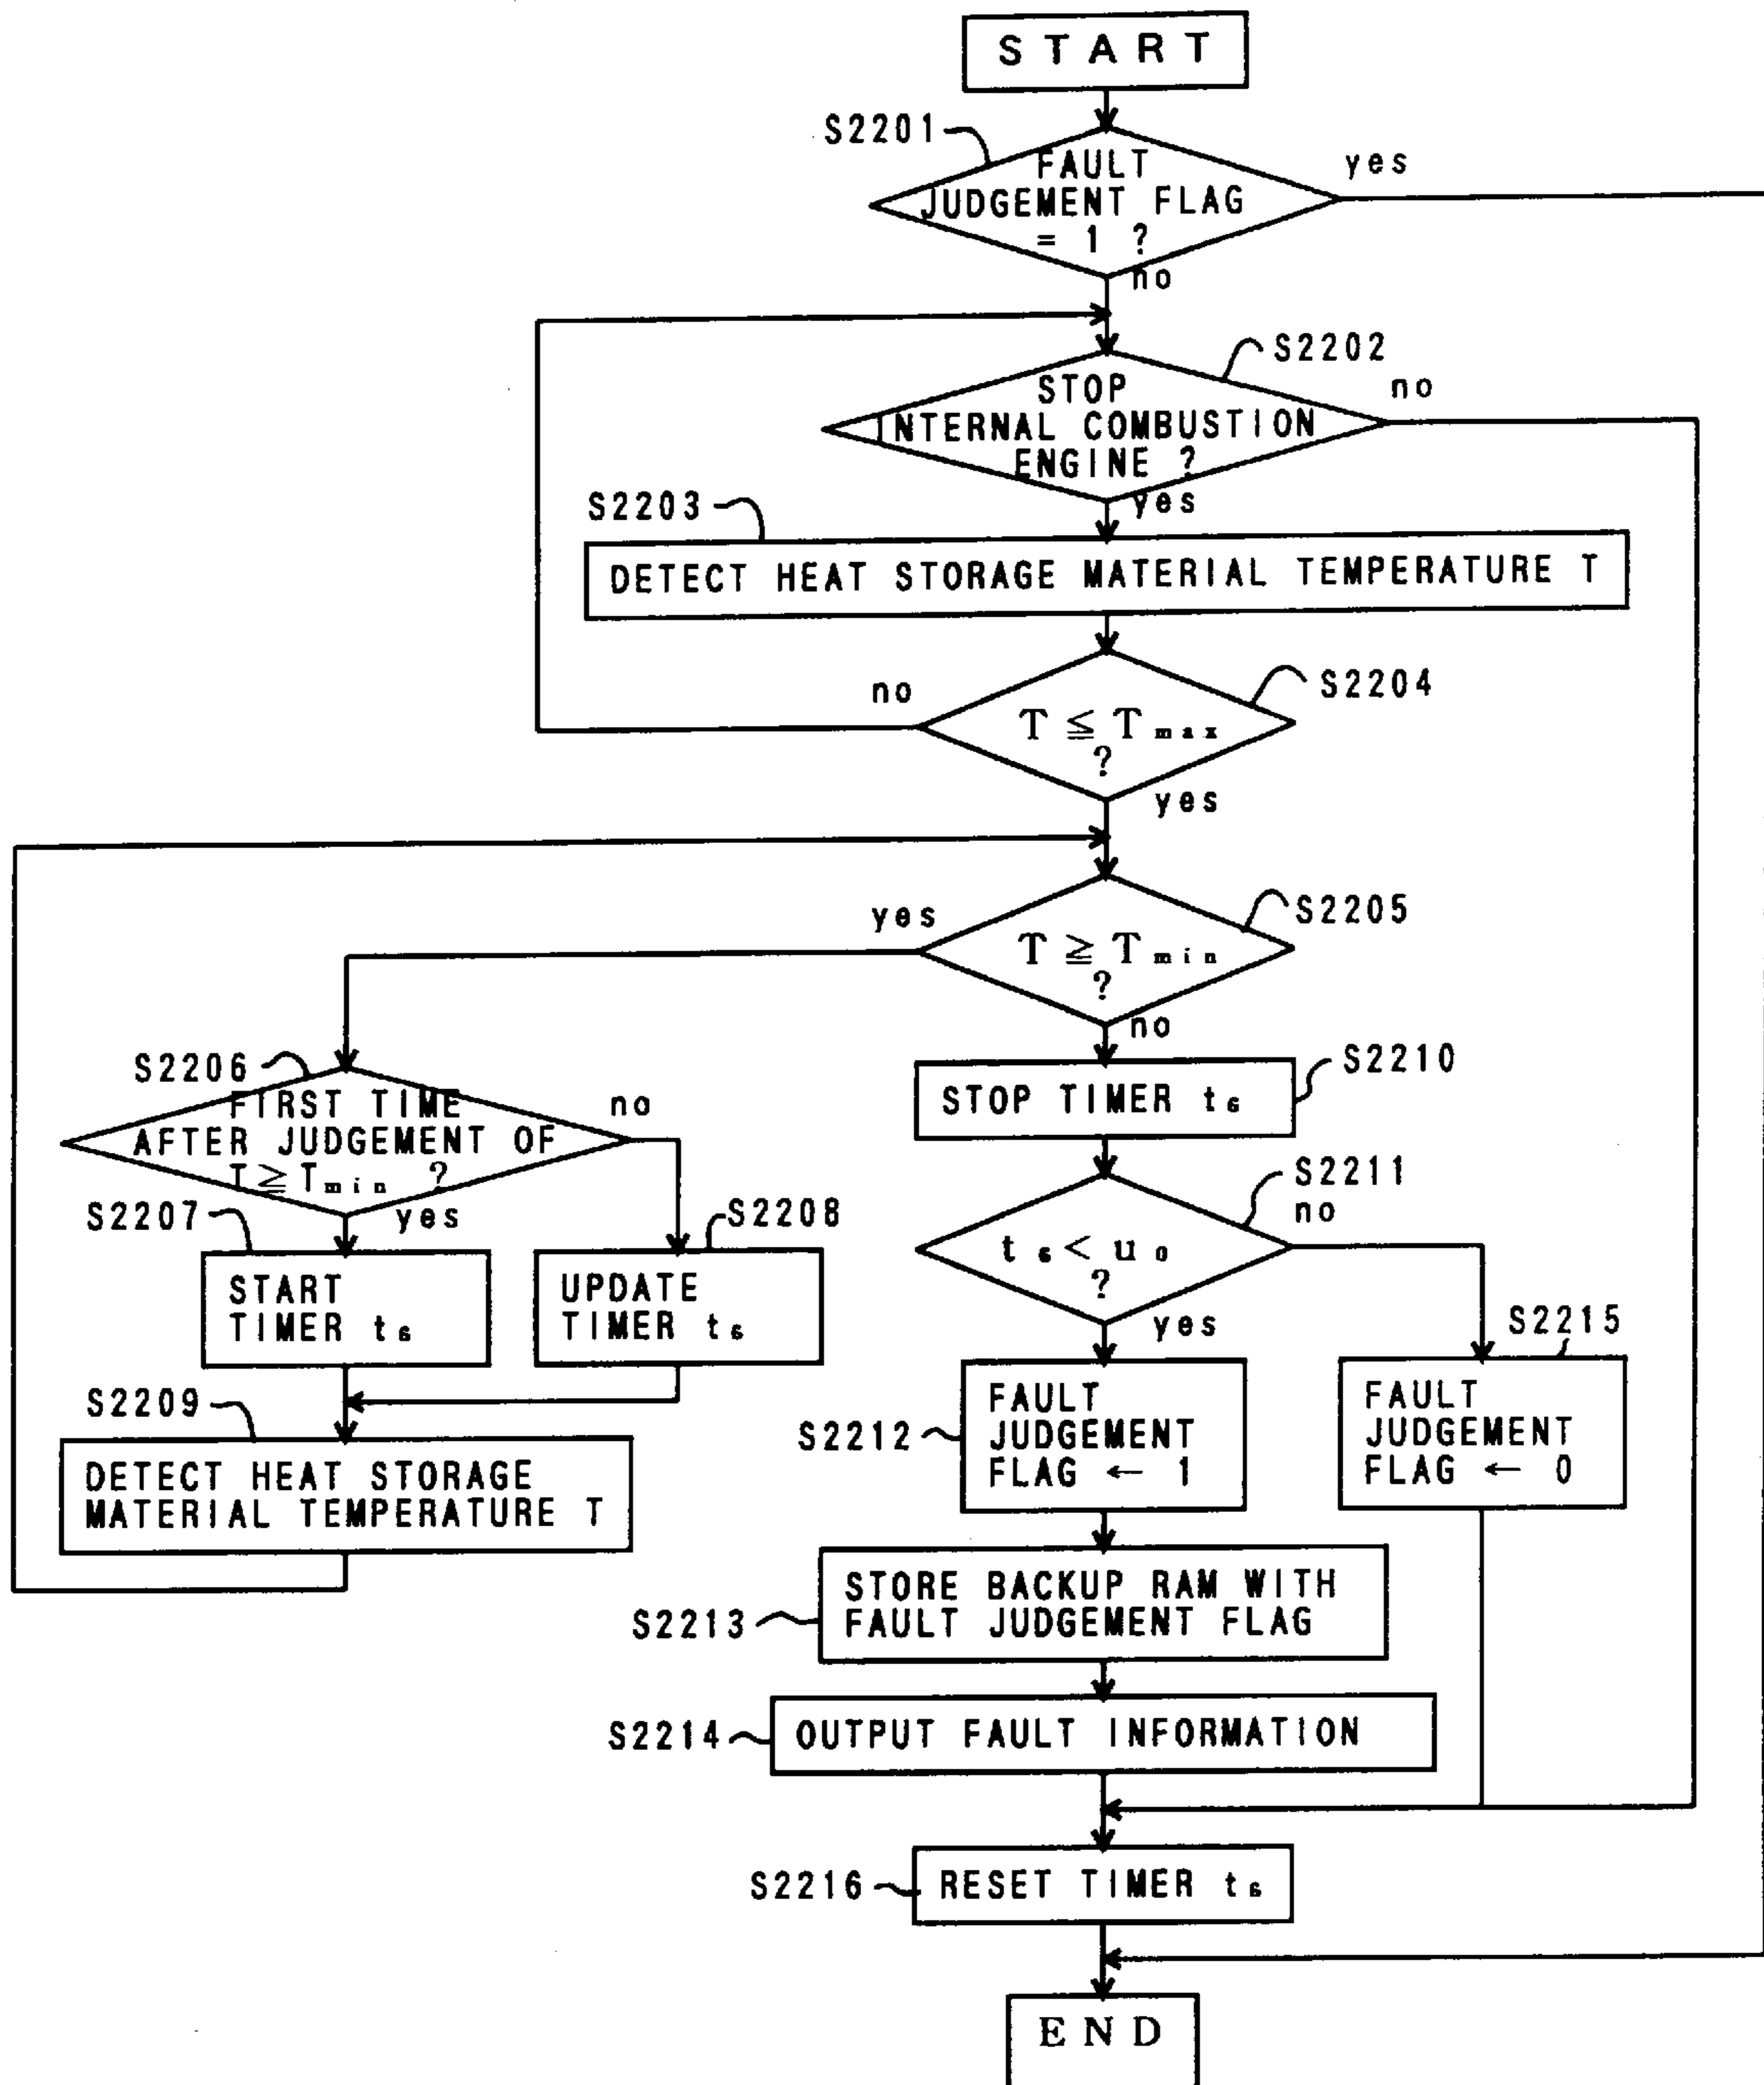 START
S2201
FAULT
JUDGEMENT FLAG
= 1 ?
yes
no
S2202
STOP
INTERNAL COMBUSTION
ENGINE ?
no
yes
S2203
DETECT HEAT STORAGE MATERIAL TEMPERATURE T
S2204
T ≦ Tmax
?
no
yes
S2205
T ≧ Tmin
?
yes
no
S2206
FIRST TIME
AFTER JUDGEMENT OF
T ≧ Tmin ?
no
yes
S2207
START
TIMER t6
S2208
UPDATE
TIMER t6
S2209
DETECT HEAT STORAGE
MATERIAL TEMPERATURE T
S2210
STOP TIMER t6
S2211
t6 < u0
?
no
yes
S2212
FAULT
JUDGEMENT
FLAG ← 1
S2215
FAULT
JUDGEMENT
FLAG ← 0
S2213
STORE BACKUP RAM WITH
FAULT JUDGEMENT FLAG
S2214
OUTPUT FAULT INFORMATION
S2216
RESET TIMER t6
END